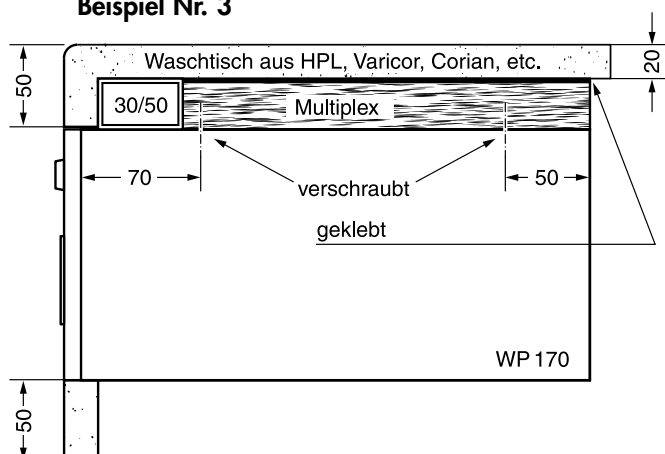 Beispiel Nr. 3
50
Waschtisch aus HPL, Varicor, Corian, etc.
20
30/50
Multiplex
70
verschraubt
50
geklebt
WP 170
50